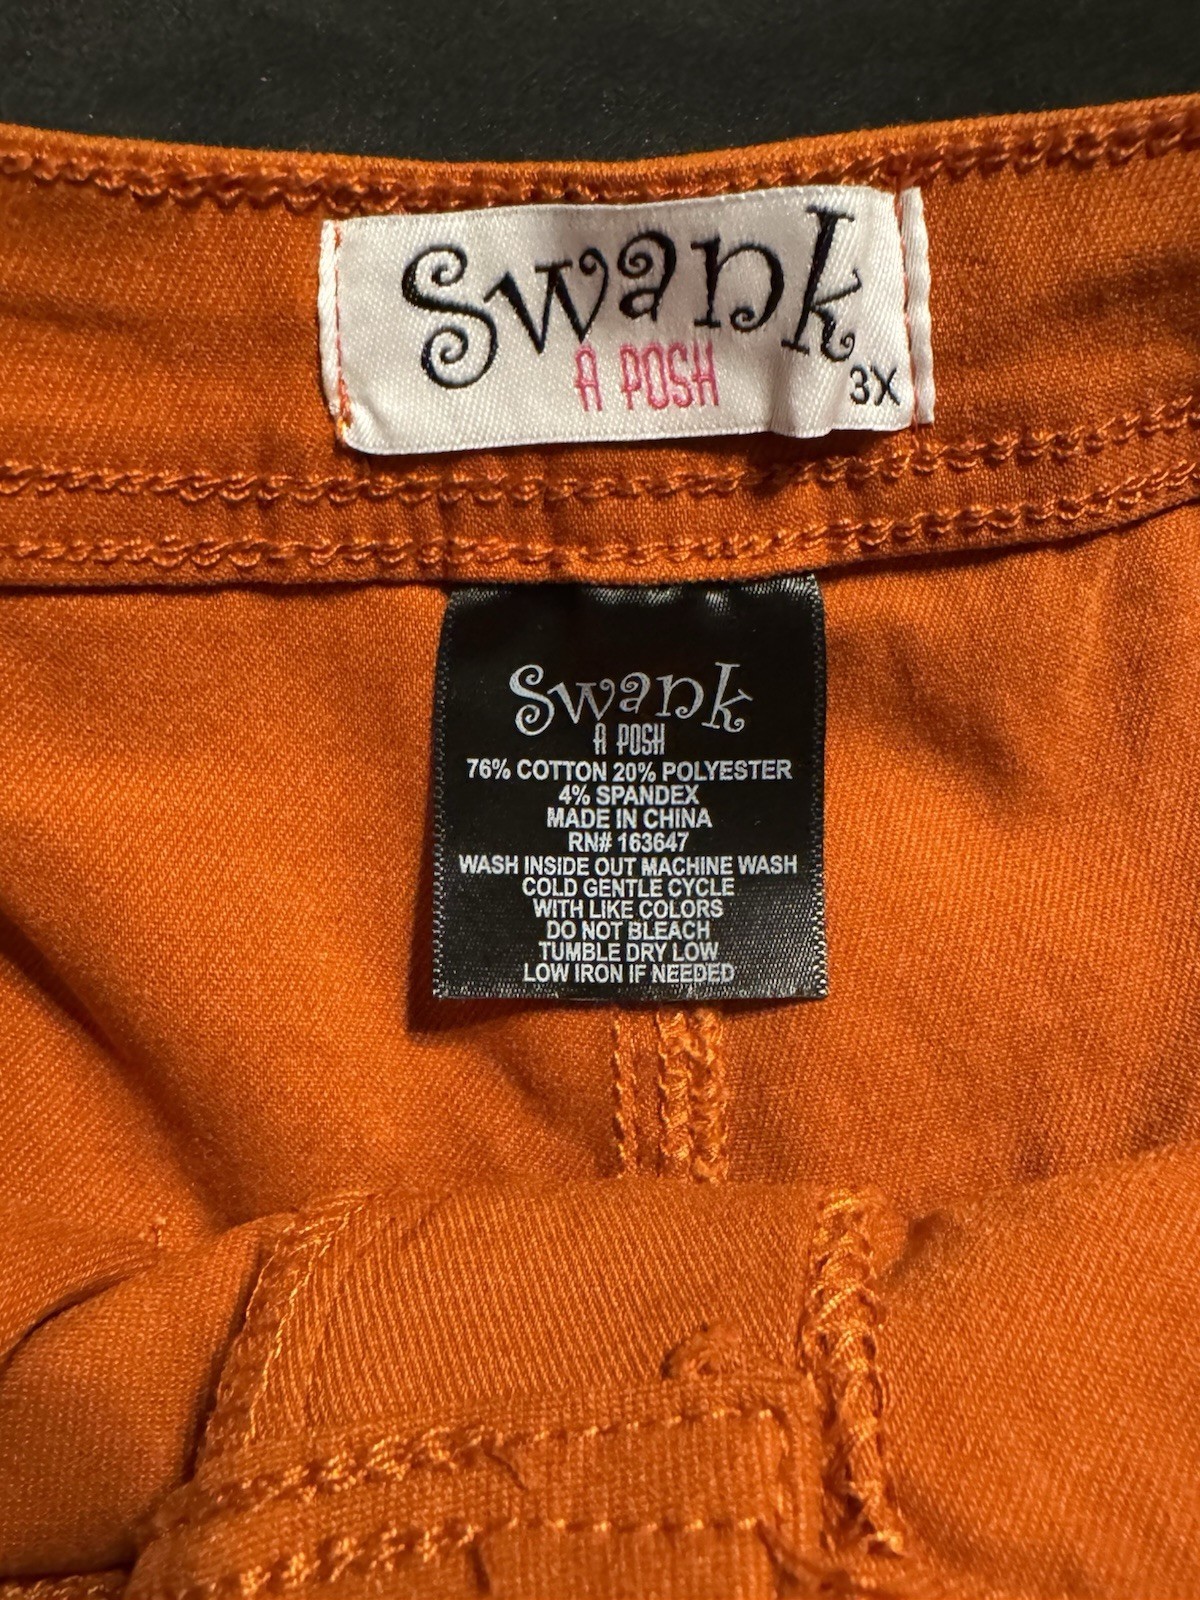 Swank
A POSH
3X
Swank
A POSH
76% COTTON 20% POLYESTER
4% SPANDEX
MADE IN CHINA
RN# 163647
WASH INSIDE OUT MACHINE WASH
COLD GENTLE CYCLE
WITH LIKE COLORS
DO NOT BLEACH
TUMBLE DRY LOW
LOW IRON IF NEEDED